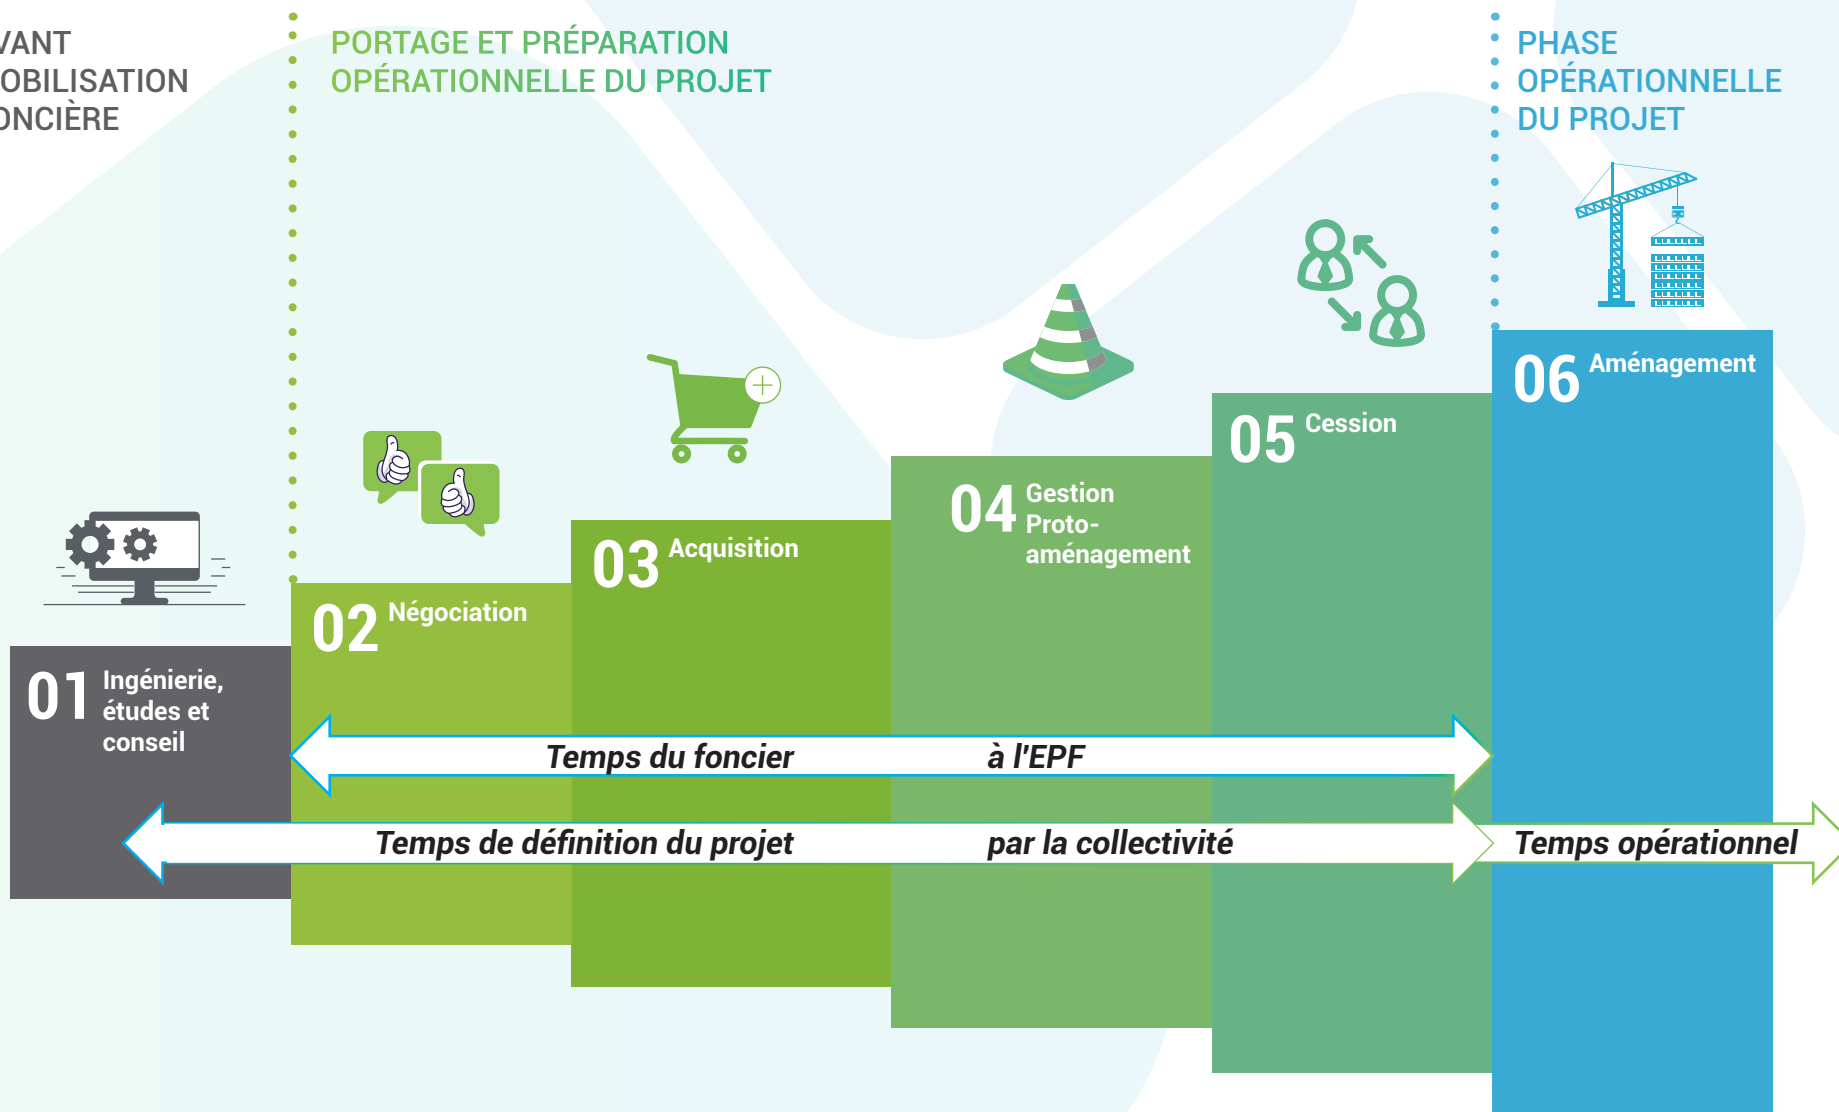 VANT
OBILISATION
ONCIÈRE
PORTAGE ET PRÉPARATION
OPÉRATIONNELLE DU PROJET
PHASE
OPÉRATIONNELLE
DU PROJET
01 Ingénierie,
études et
conseil
02 Négociation
03 Acquisition
04 Gestion
Proto-
aménagement
05 Cession
06 Aménagement
Temps du foncier à l'EPF
Temps de définition du projet par la collectivité
Temps opérationnel